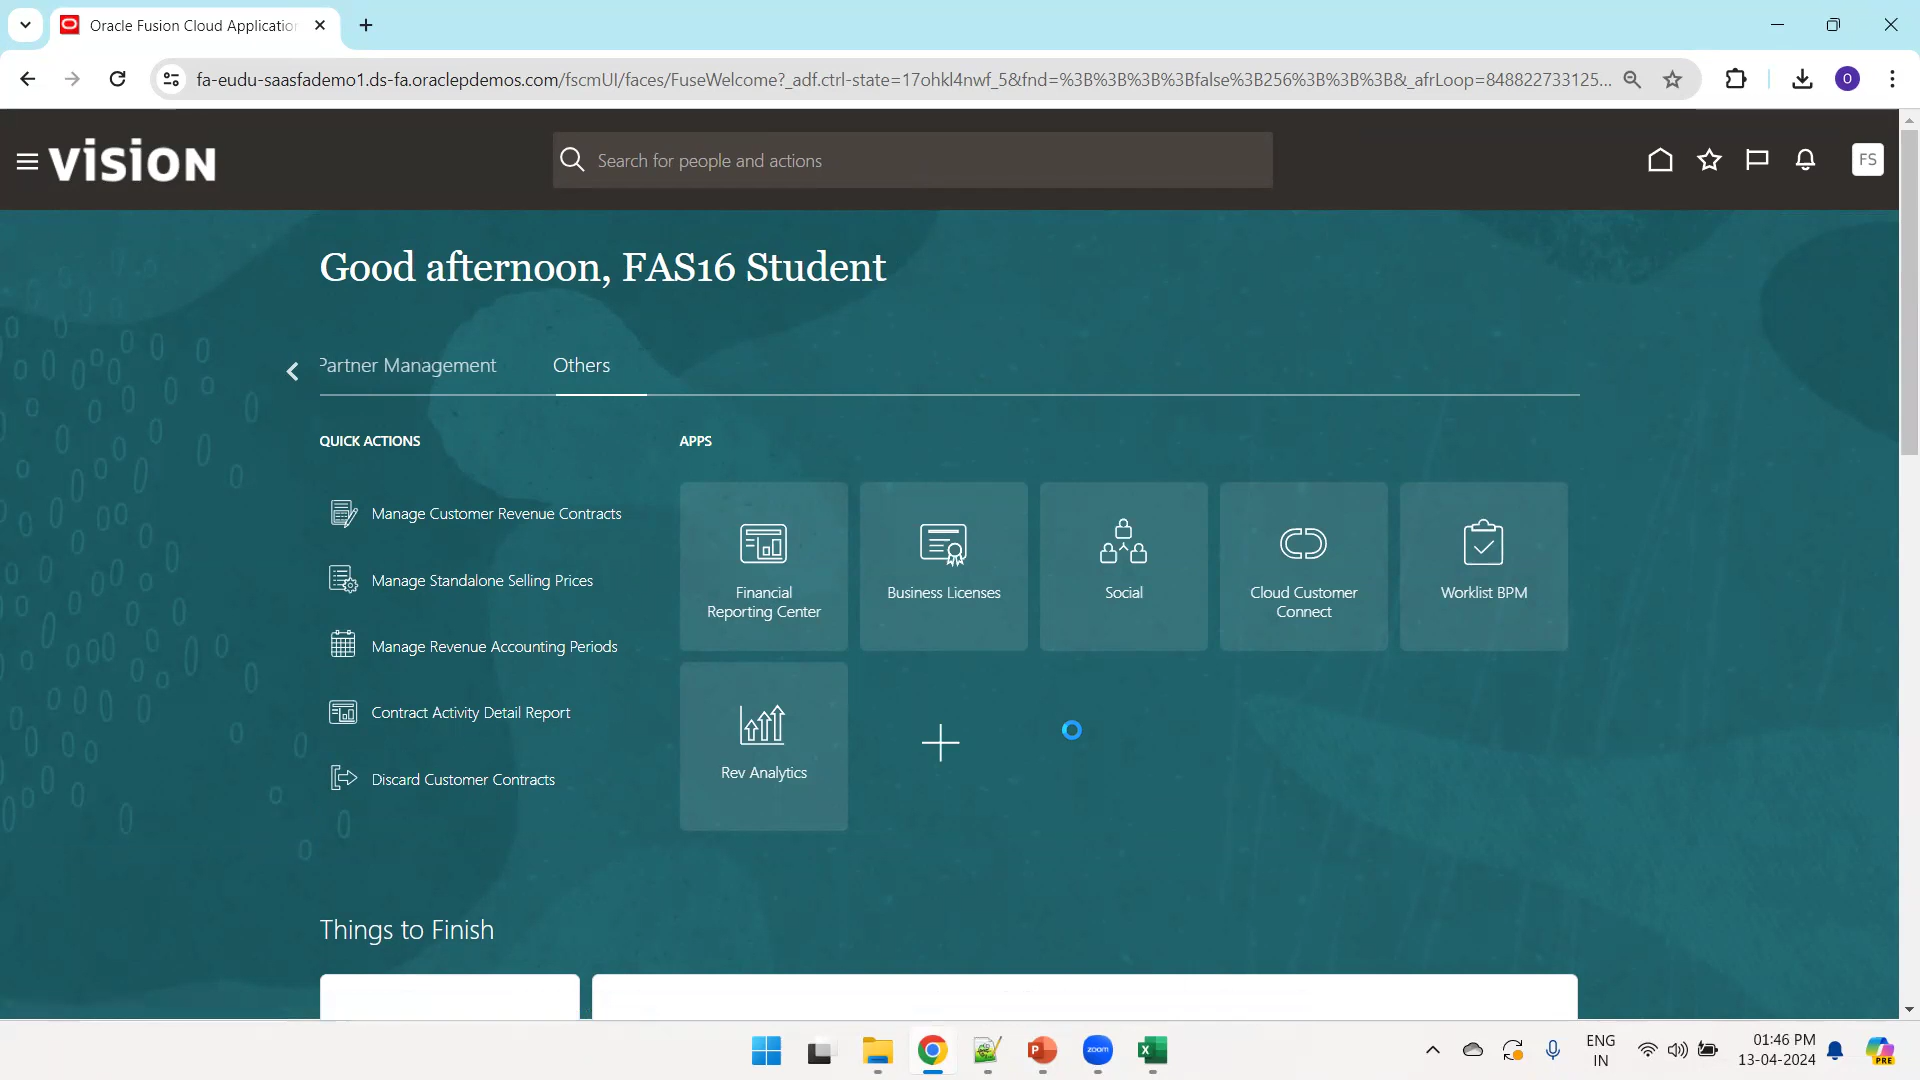 Oracle Fusion Cloud Application
fa-eudu-saasfademo1.ds-fa.oraclepdemos.com/fscmUI/faces/FuseWelcome?_adf.ctrl-state=17ohkl4nwf_5&fnd=%3B%3B%3B%3Bfalse%3B256%3B%3B%3B&_afrLoop=848822733125...
O
vision
Search for people and actions
FS
Good afternoon, FAS16 Student
Partner Management
Others
QUICK ACTIONS
APPS
Manage Customer Revenue Contracts
Manage Standalone Selling Prices
Manage Revenue Accounting Periods
Contract Activity Detail Report
Discard Customer Contracts
Financial
Reporting Center
Business Licenses
Social
Cloud Customer
Connect
Worklist BPM
Rev Analytics
Things to Finish
zoom
ENG
IN
01:46 PM
13-04-2024
PRE